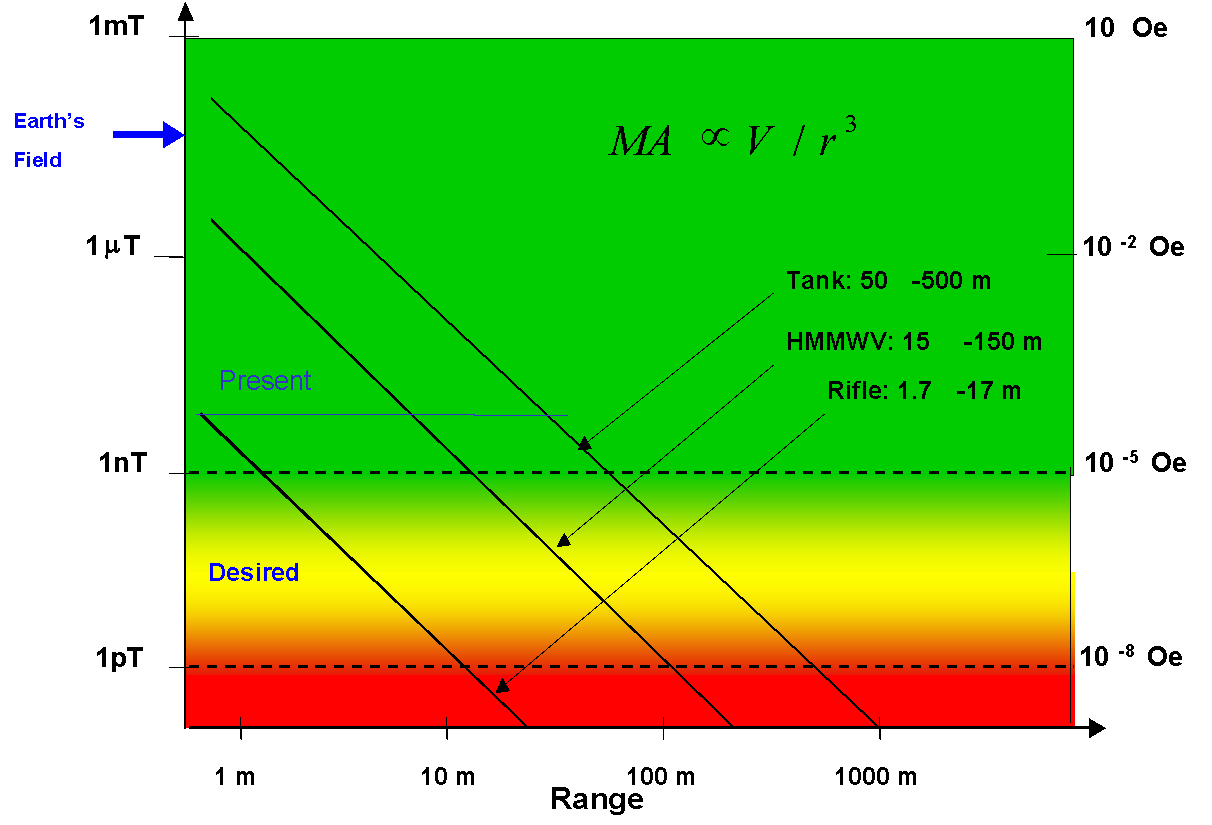 1mT
10 Oe
Earth's
Field
MA ∝ V / r³
1µT
10 -2 Oe
Tank: 50 -500 m
HMMWV: 15 -150 m
Present
Rifle: 1.7 -17 m
1nT
10 -5 Oe
Desired
1pT
10 -8 Oe
1 m
10 m
100 m
1000 m
Range